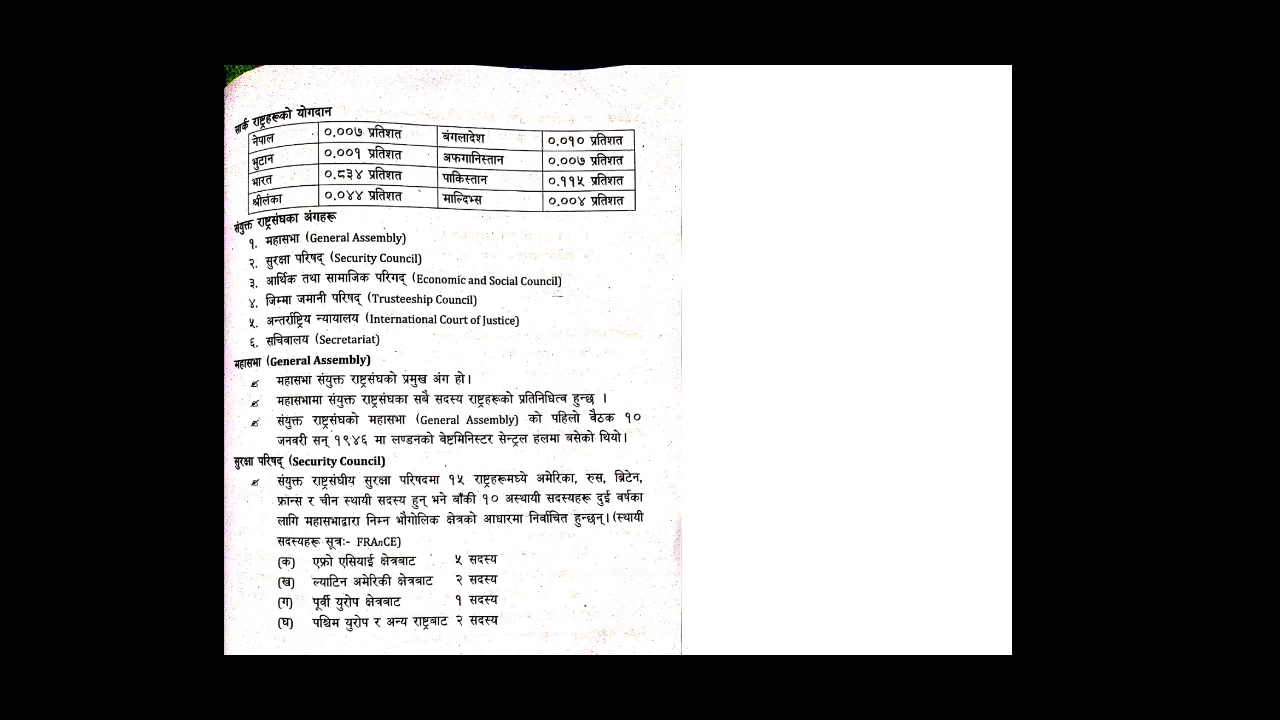 सार्क राष्ट्रहरूको योगदान
नेपाल ०.००७ प्रतिशत बंगलादेश ०.०१० प्रतिशत
भुटान ०.००१ प्रतिशत अफगानिस्तान ०.००७ प्रतिशत
भारत ०.८३४ प्रतिशत पाकिस्तान ०.११५ प्रतिशत
श्रीलंका ०.०४४ प्रतिशत माल्दिभ्स ०.००४ प्रतिशत
संयुक्त राष्ट्रसंघका अंगहरू
१. महासभा (General Assembly)
२. सुरक्षा परिषद् (Security Council)
३. आर्थिक तथा सामाजिक परिगद् (Economic and Social Council)
४. जिम्मा जमानी परिषद् (Trusteeship Council)
५. अन्तर्राष्ट्रिय न्यायालय (International Court of Justice)
६. सचिवालय (Secretariat)
महासभा (General Assembly)
महासभा संयुक्त राष्ट्रसंघको प्रमुख अंग हो।
महासभामा संयुक्त राष्ट्रसंघका सबै सदस्य राष्ट्रहरूको प्रतिनिधित्व हुन्छ ।
संयुक्त राष्ट्रसंघको महासभा (General Assembly) को पहिलो बैठक १०
जनवरी सन् १९४६ मा लण्डनको वेष्टमिनिस्टर सेन्ट्रल हलमा बसेको थियो।
सुरक्षा परिषद् (Security Council)
संयुक्त राष्ट्रसंघीय सुरक्षा परिषदमा १५ राष्ट्रहरूमध्ये अमेरिका, रुस, ब्रिटेन,
फ्रान्स र चीन स्थायी सदस्य हुन् भने बाँकी १० अस्थायी सदस्यहरू दुई वर्षका
लागि महासभाद्वारा निम्न भौगोलिक क्षेत्रको आधारमा निर्वाचित हुन्छन्। (स्थायी
सदस्यहरू सूत्रः- FRAnCE)
(क) एफ्रो एसियाई क्षेत्रबाट ५ सदस्य
(ख) ल्याटिन अमेरिकी क्षेत्रबाट २ सदस्य
(ग) पूर्वी युरोप क्षेत्रबाट १ सदस्य
(घ) पश्चिम युरोप र अन्य राष्ट्रबाट २ सदस्य